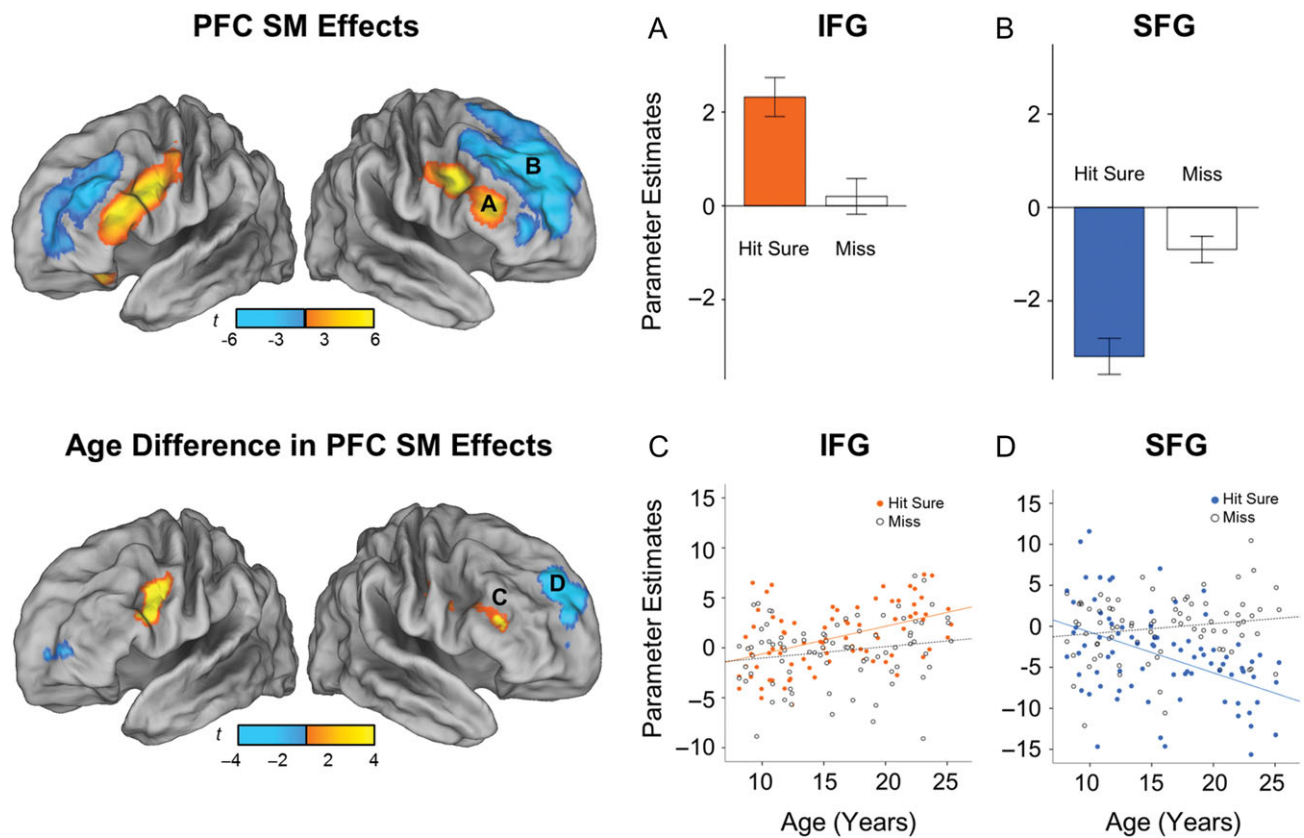 PFC SM Effects
B
A
t
-6 -3 3 6
A IFG
Parameter Estimates
2
0
−2
Hit Sure Miss
B SFG
2
0
−2
Hit Sure Miss
Age Difference in PFC SM Effects
C
D
t
−4 −2 2 4
C IFG
Parameter Estimates
15
10
5
0
−5
−10
Hit Sure
Miss
10 15 20 25
Age (Years)
D SFG
15
10
5
0
−5
−10
−15
Hit Sure
Miss
10 15 20 25
Age (Years)